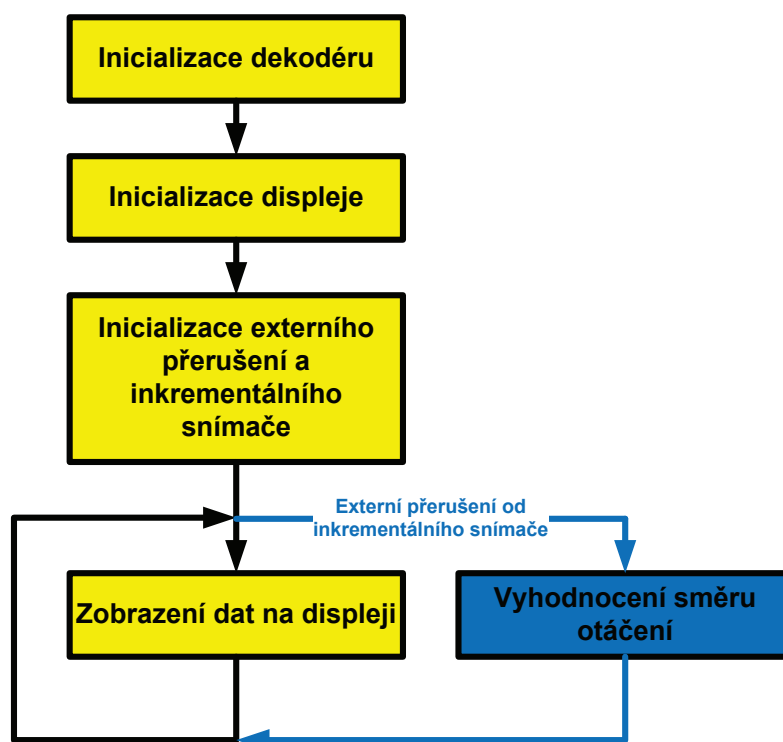 Inicializace dekodéru
Inicializace displeje
Inicializace externího
přerušení a
inkrementálního
snímače
Externí přerušení od
inkrementálního snímače
Zobrazení dat na displeji
Vyhodnocení směru
otáčení